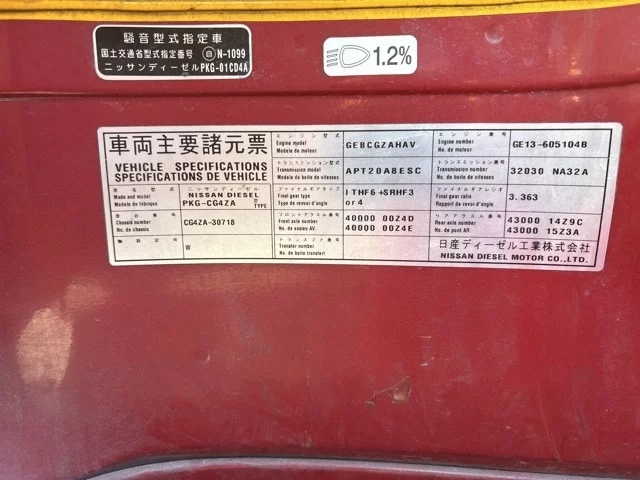 騒音型式指定車
国土交通省型式指定番号 N-1099
ニッサンディーゼルPKG-01CD4A
1.2%
車両主要諸元票
VEHICLE SPECIFICATIONS
SPECIFICATIONS DE VEHICLE
車名 型式
Made and model
Modele de fabrique
ニッサンディーゼル
NISSAN DIESEL
PKG-CG4ZA 型 TYPE
車台番号
Chassis number
No. de chassis
CG4ZA-30718
W
エンジン型式
Engine model
Modele de moteur
GEBCGZAHAV
トランスミッション型式
Transmission model
Modele de boite de vitesses
APT20A8ESC
ファイナルギアタイプ
Final gear type
Type de revoi d'angle
1THF6 +SRHF3
or 4
フロントアクスル番号
Front axle number
No. de essieu AV.
40000 00Z4D
40000 00Z4E
トランスファ番号
Transfer number
No. de boite transfert
エンジン番号
Engine number
No. de moteur
GE13-605104B
トランスミッション番号
Transmission number
No. de boite de vitesses
32030 NA32A
ファイナルギアレシオ
Final gear ratio
Rapport de revoi d'angle
3.363
リアアクスル番号
Rear axle number
No. de pont AR.
43000 14Z9C
43000 15Z3A
日産ディーゼル工業株式会社
NISSAN DIESEL MOTOR CO.,LTD.